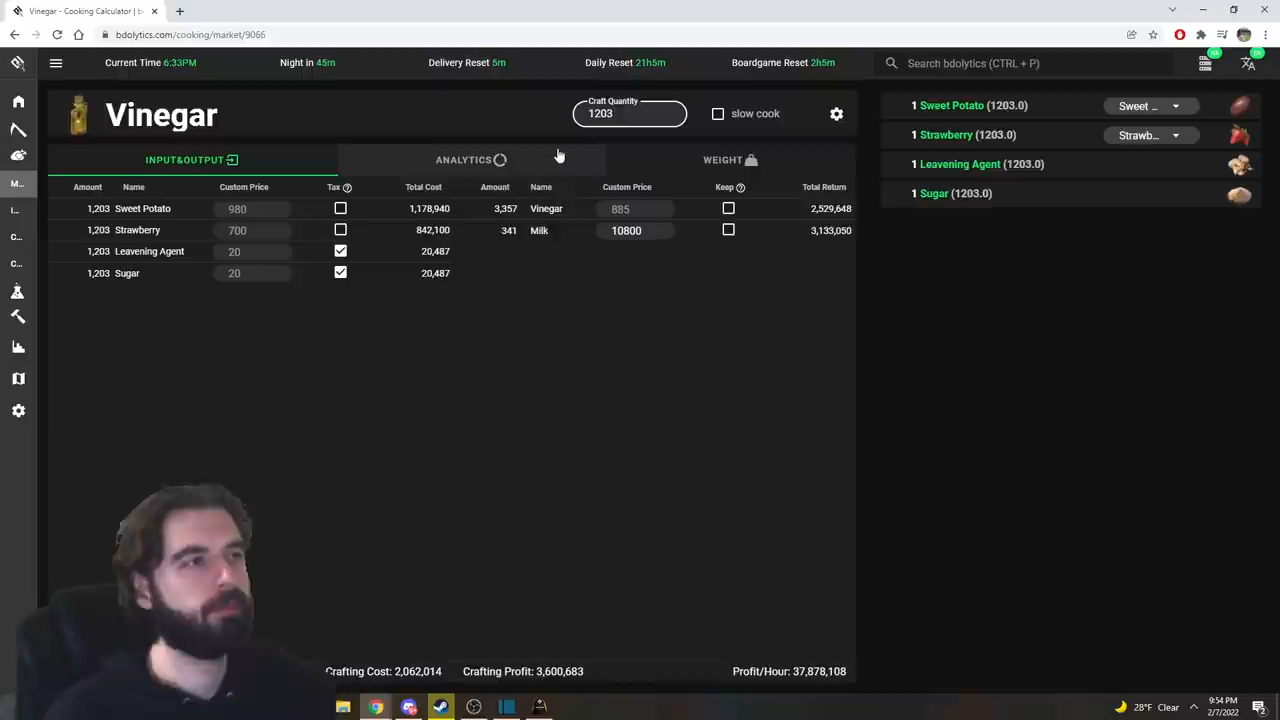 Vinegar - Cooking Calculator | b
bdolytics.com/cooking/market/9066
Current Time 6:33PM Night in 45m Delivery Reset 5m Daily Reset 21h5m Boardgame Reset 2h5m Search bdolytics (CTRL + P)
NA EN
Vinegar
Craft Quantity
1203
slow cook
INPUT&OUTPUT ANALYTICS WEIGHT
Amount Name Custom Price Tax Total Cost Amount Name Custom Price Keep Total Return
1,203 Sweet Potato 980 1,178,940 3,357 Vinegar 885 2,529,648
1,203 Strawberry 700 842,100 341 Milk 10800 3,133,050
1,203 Leavening Agent 20 20,487
1,203 Sugar 20 20,487
1 Sweet Potato (1203.0) Sweet ...
1 Strawberry (1203.0) Strawb...
1 Leavening Agent (1203.0)
1 Sugar (1203.0)
M...
I...
C...
C...
Crafting Cost: 2,062,014 Crafting Profit: 3,600,683 Profit/Hour: 37,878,108
28°F Clear
9:54 PM
2/7/2022